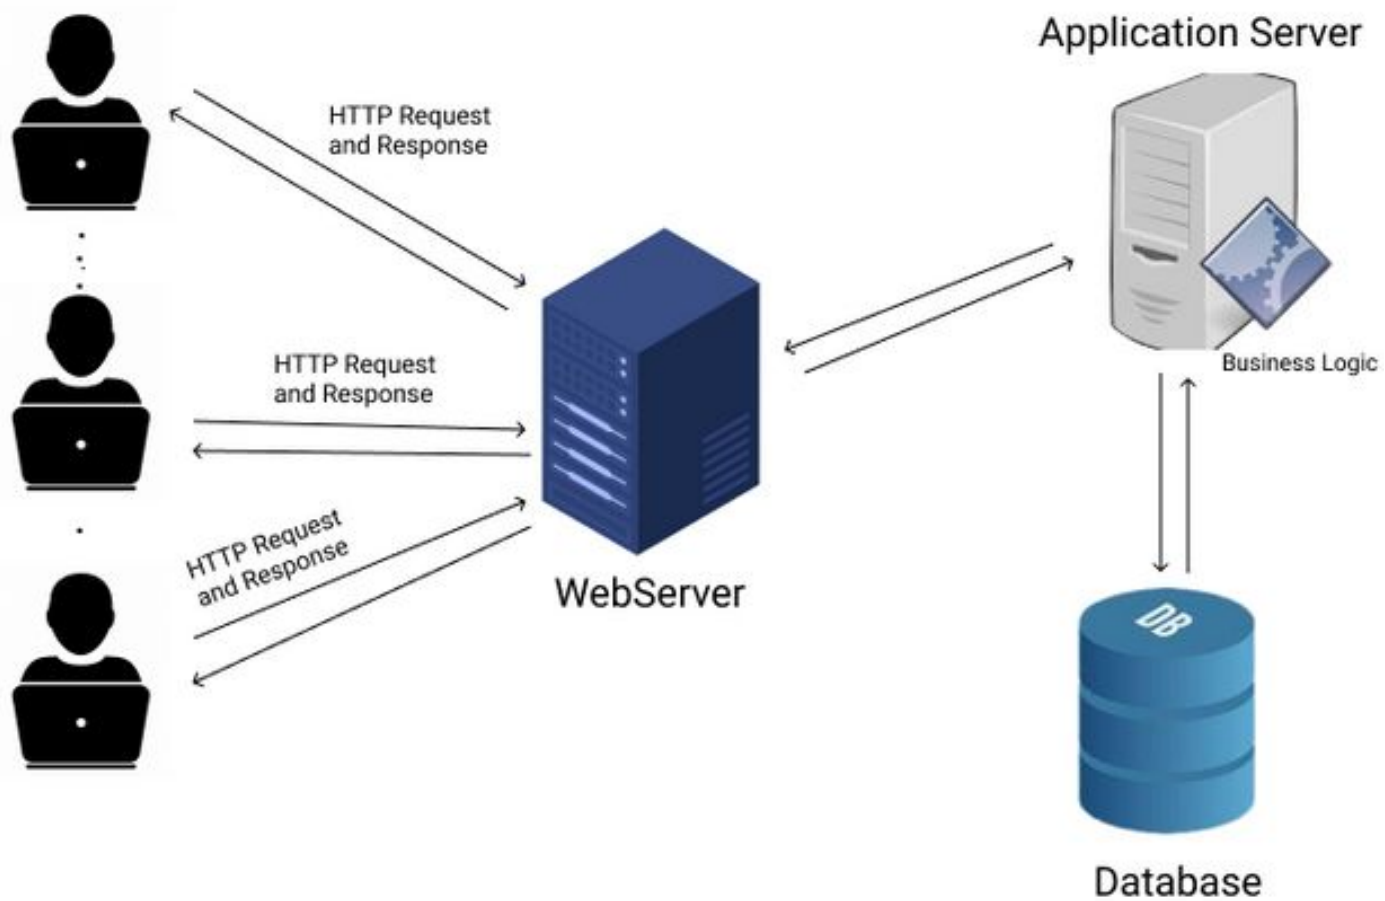 Application Server
HTTP Request
and Response
HTTP Request
and Response
Business Logic
HTTP Request
and Response
WebServer
DB
Database